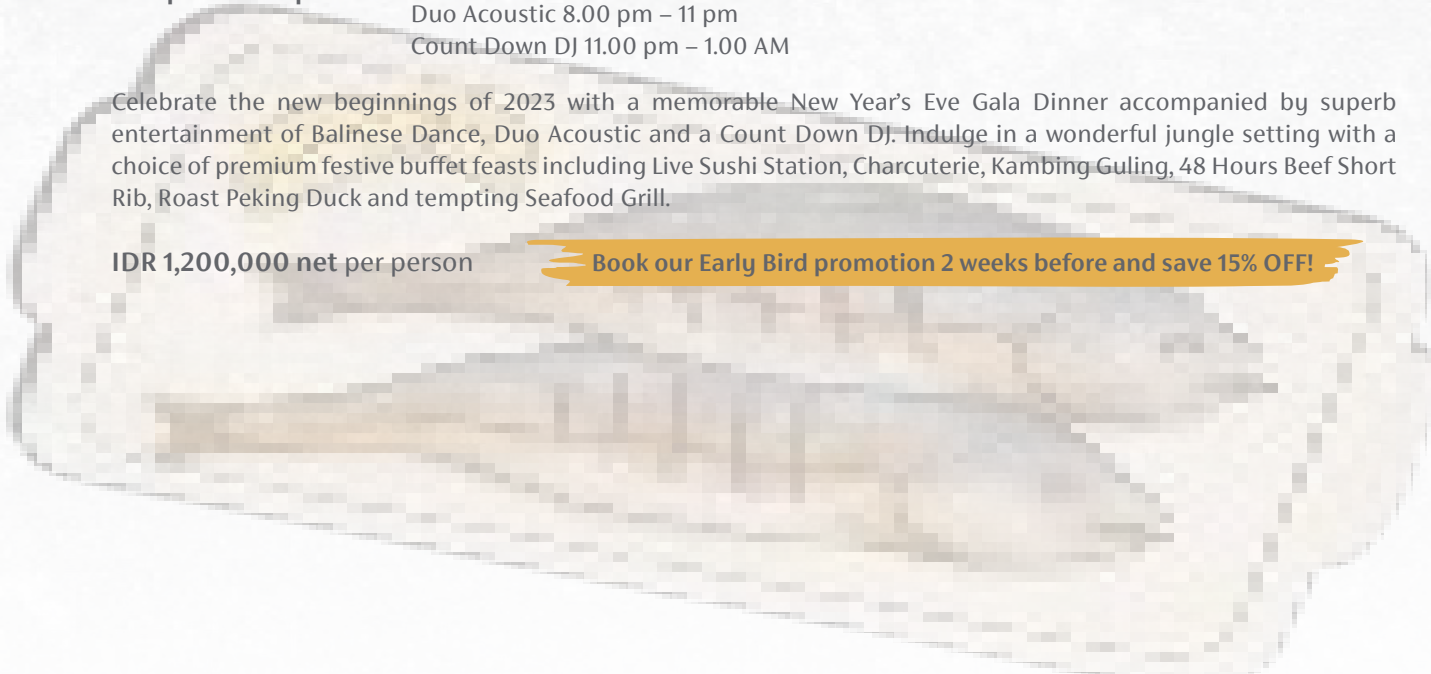 Duo Acoustic 8.00 pm – 11 pm
Count Down DJ 11.00 pm – 1.00 AM
Celebrate the new beginnings of 2023 with a memorable New Year’s Eve Gala Dinner accompanied by superb
entertainment of Balinese Dance, Duo Acoustic and a Count Down DJ. Indulge in a wonderful jungle setting with a
choice of premium festive buffet feasts including Live Sushi Station, Charcuterie, Kambing Guling, 48 Hours Beef Short
Rib, Roast Peking Duck and tempting Seafood Grill.
IDR 1,200,000 net per person
Book our Early Bird promotion 2 weeks before and save 15% OFF!